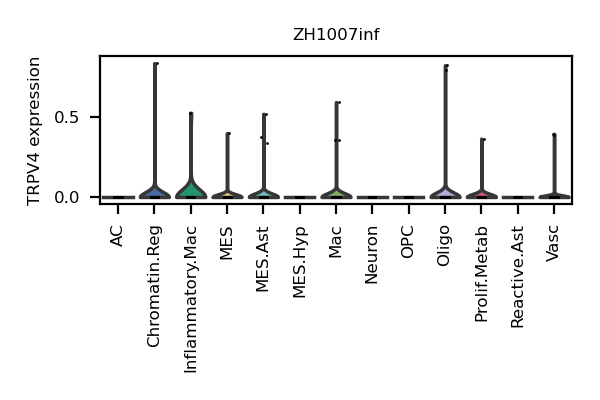 ZH1007inf
TRPV4 expression
0.5
0.0
AC
Chromatin.Reg
Inflammatory.Mac
MES
MES.Ast
MES.Hyp
Mac
Neuron
OPC
Oligo
Prolif.Metab
Reactive.Ast
Vasc